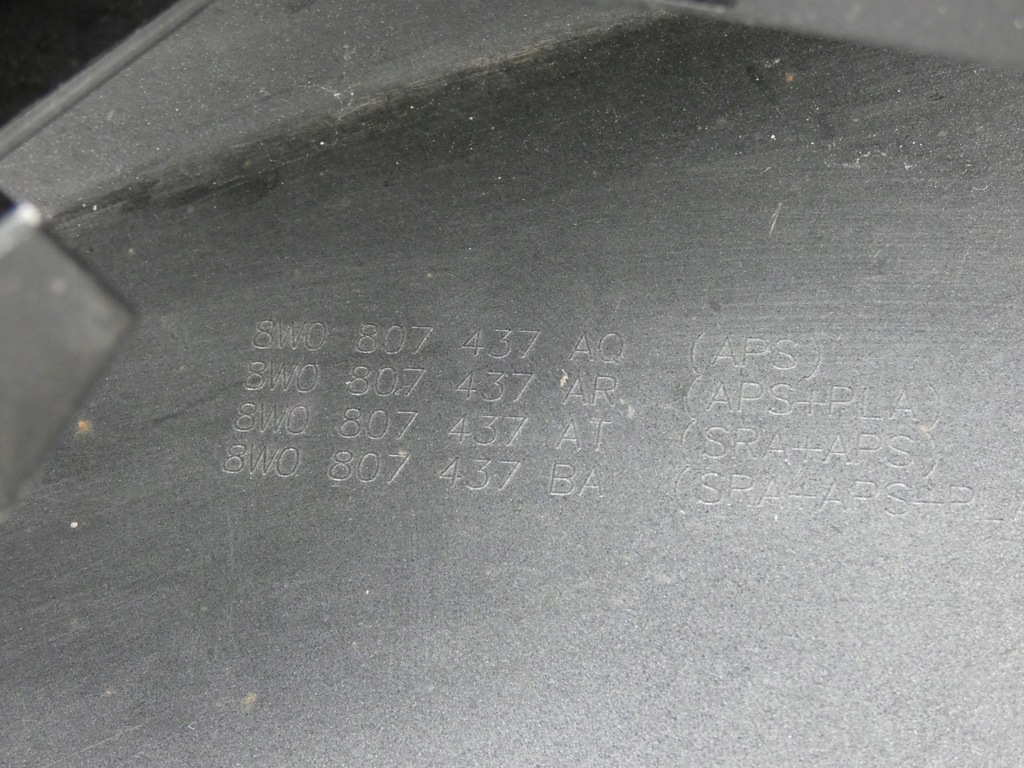 8W0 807 437 AQ (APS)
8W0 807 437 AR (APS+PLA)
8W0 807 437 AT (SRA+APS)
8W0 807 437 BA (SRA+APS+PL